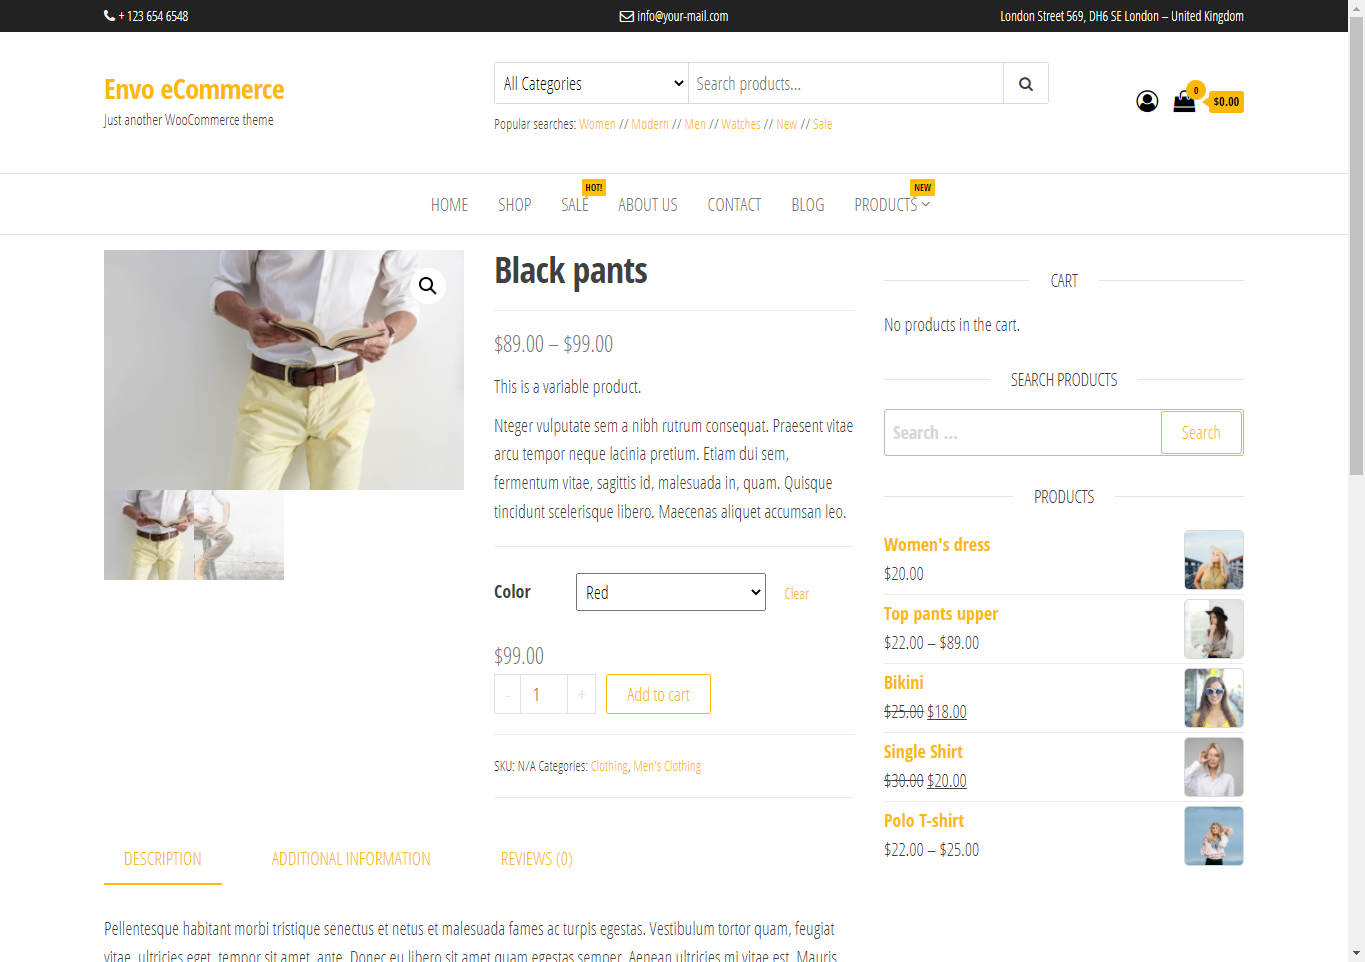 + 123 654 6548
info@your-mail.com
London Street 569, DH6 SE London – United Kingdom
Envo eCommerce
Just another WooCommerce theme
All Categories
Search products...
0
$0.00
Popular searches: Women // Modern // Men // Watches // New // Sale
HOT!
NEW
HOME SHOP SALE ABOUT US CONTACT BLOG PRODUCTS
Black pants
$89.00 – $99.00
This is a variable product.
Nteger vulputate sem a nibh rutrum consequat. Praesent vitae
arcu tempor neque lacinia pretium. Etiam dui sem,
fermentum vitae, sagittis id, malesuada in, quam. Quisque
tincidunt scelerisque libero. Maecenas aliquet accumsan leo.
Color
Red
Clear
$99.00
- 1 +
Add to cart
SKU: N/A Categories: Clothing, Men's Clothing
CART
No products in the cart.
SEARCH PRODUCTS
Search …
Search
PRODUCTS
Women's dress
$20.00
Top pants upper
$22.00 – $89.00
Bikini
$25.00 $18.00
Single Shirt
$30.00 $20.00
Polo T-shirt
$22.00 – $25.00
DESCRIPTION
ADDITIONAL INFORMATION
REVIEWS (0)
Pellentesque habitant morbi tristique senectus et netus et malesuada fames ac turpis egestas. Vestibulum tortor quam, feugiat
vitae, ultricies eget, tempor sit amet, ante. Donec eu libero sit amet quam egestas semper. Aenean ultricies mi vitae est. Mauris